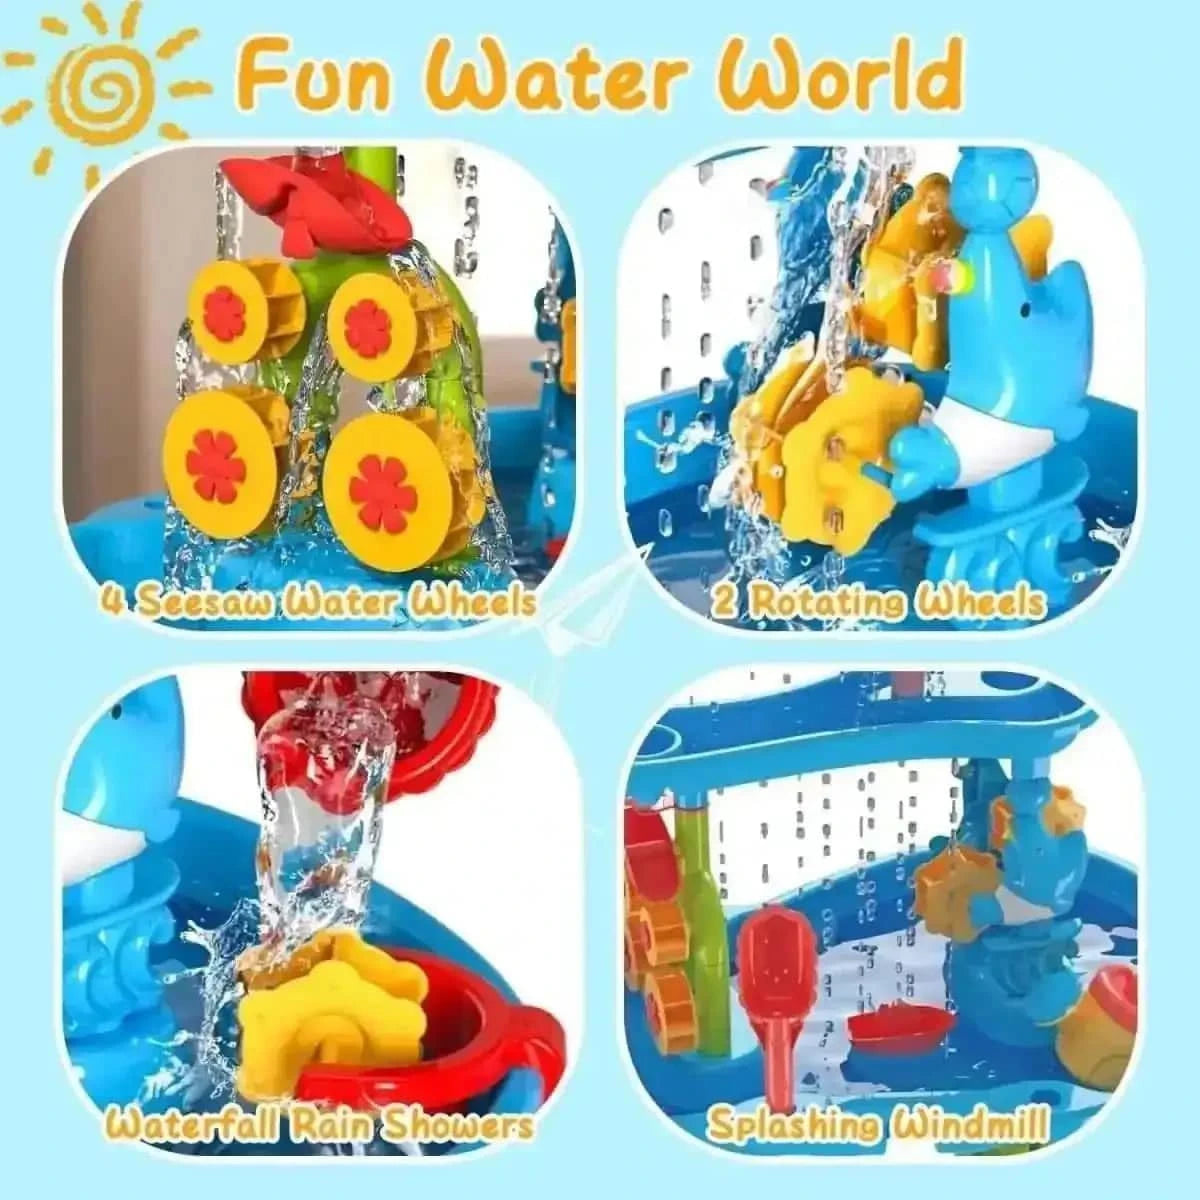 Fun Water World
4 Seesaw Water Wheels
2 Rotating Wheels
Waterfall Rain Showers
Splashing Windmill